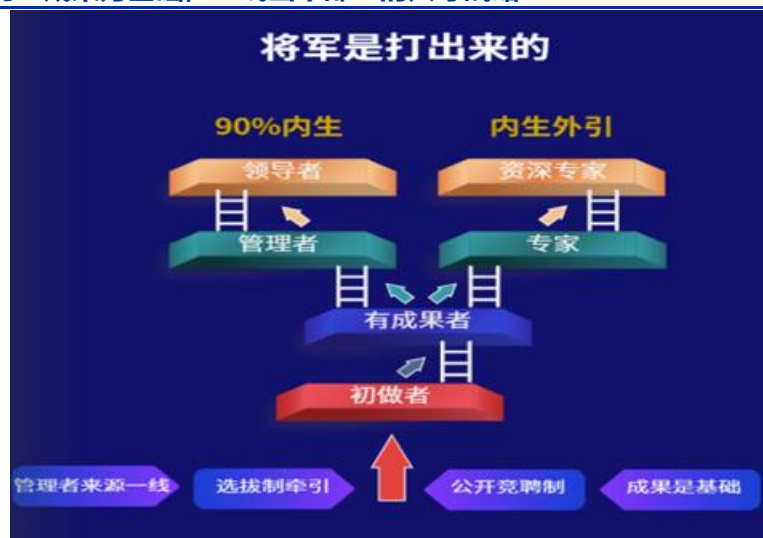 将军是打出来的
90%内生 内生外引
领导者 资深专家
管理者 专家
有成果者
初做者
管理者来源一线 选拔制牵引 公开竞聘制 成果是基础